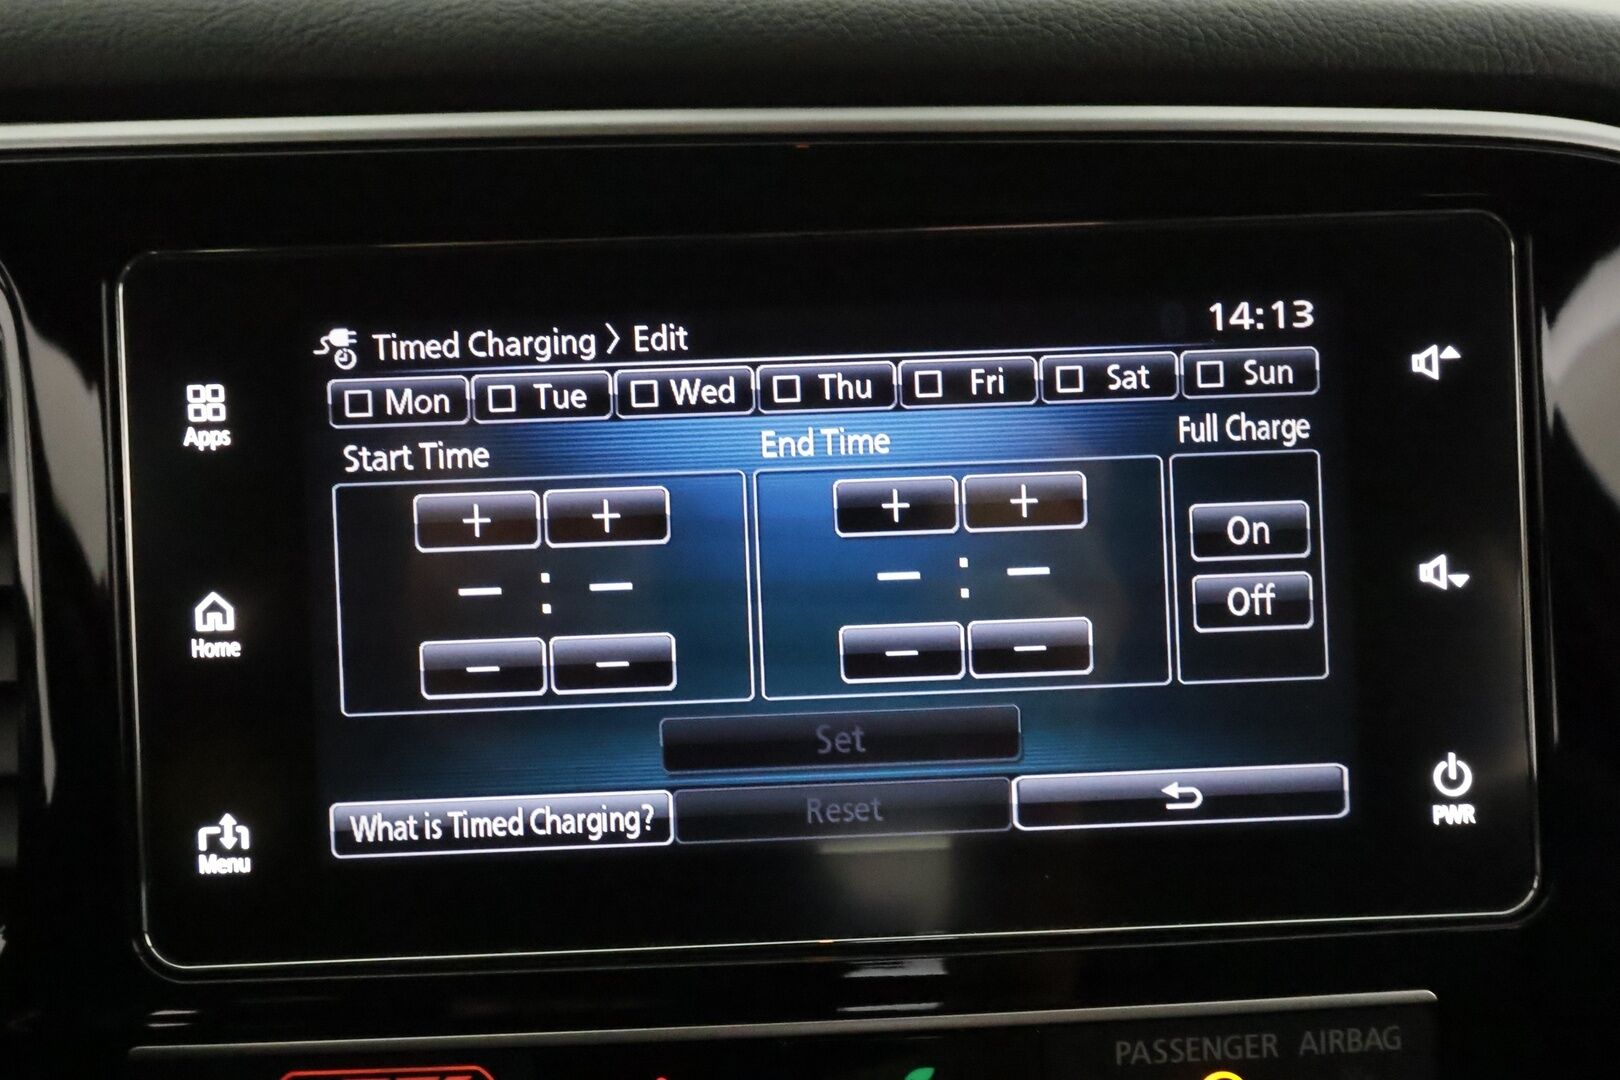 Timed Charging > Edit
14:13
Mon Tue Wed Thu Fri Sat Sun
Start Time End Time Full Charge
+ + + +
On
– : – – : –
Off
– – – –
Set
What is Timed Charging? Reset
Apps
Home
Menu
PWR
PASSENGER AIRBAG